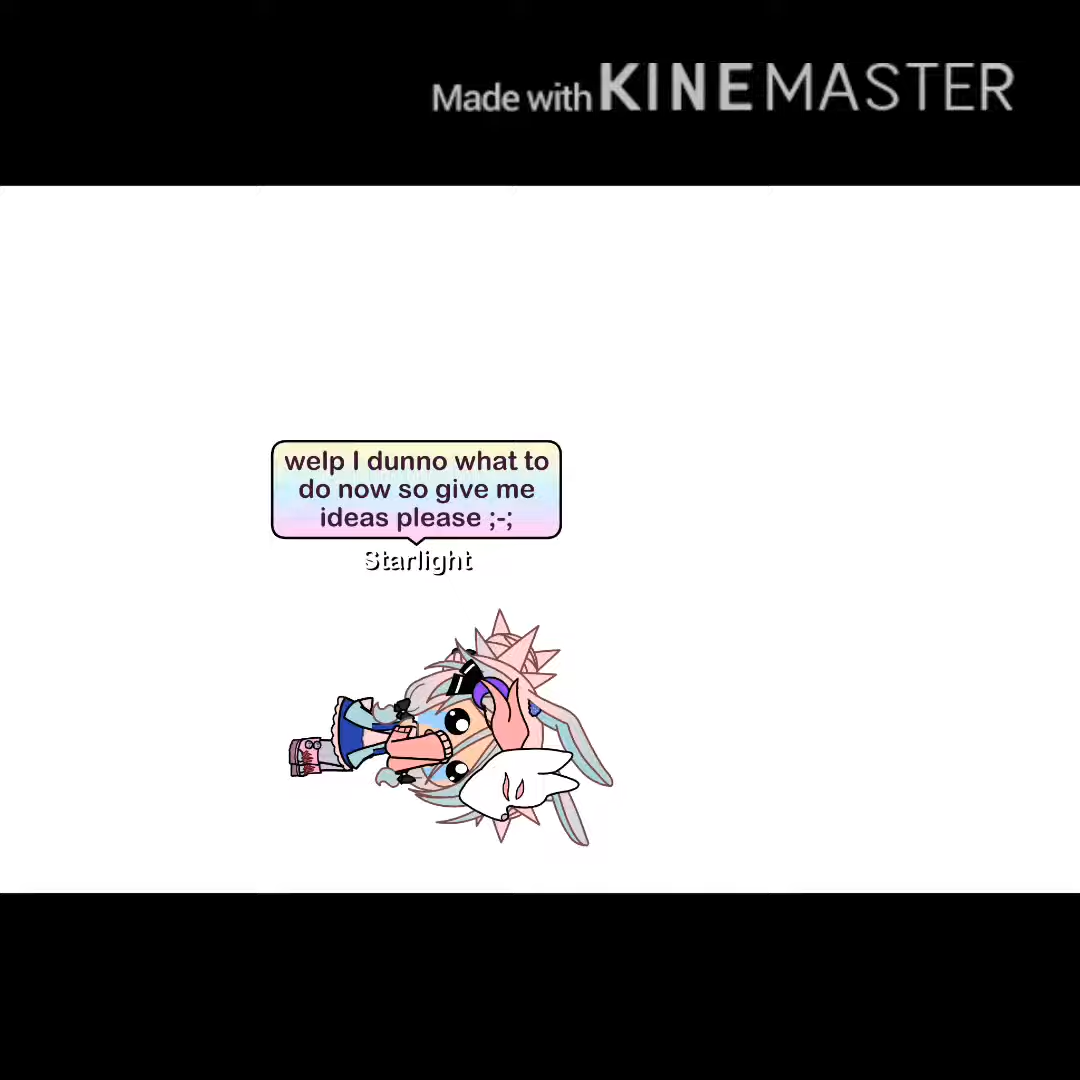 Made with KINEMASTER
welp I dunno what to
do now so give me
ideas please ;-;
Starlight